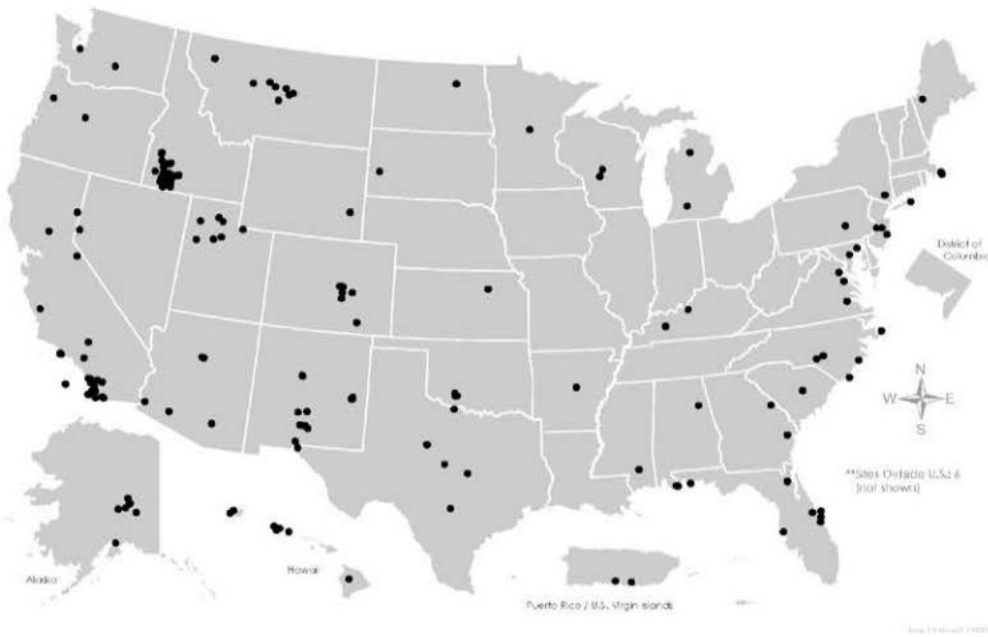 District of
Columbia
N
W E
S
**Sites Outside U.S.: 6
(not shown)
Alaska
Hawaii
Puerto Rico / U.S. Virgin Islands